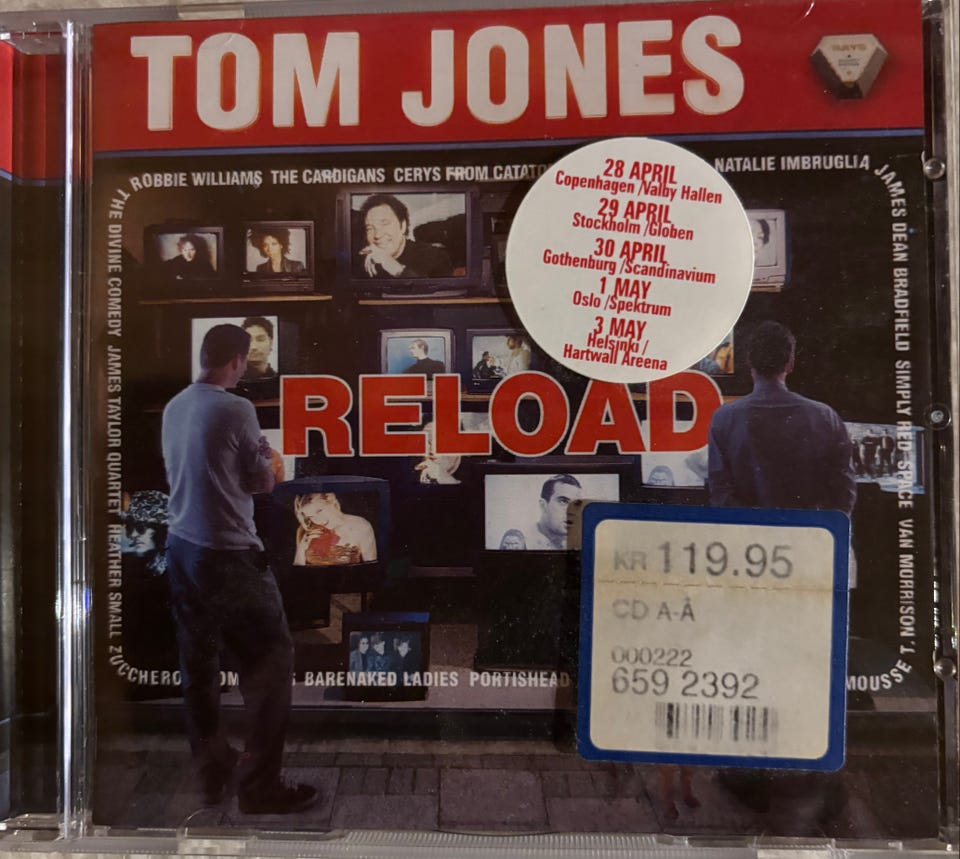 TOM JONES
ROBBIE WILLIAMS THE CARDIGANS CERYS FROM
NATALIE IMBRUGLIA
JAMES DEAN BRADFIELD SIMPLY RED SPACE VAN MORRISON
THE DIVINE COMEDY JAMES TAYLOR QUARTET HEATHER SMALL
28 APRIL
Copenhagen /Valby Hallen
29 APRIL
Stockholm /Globen
30 APRIL
Gothenburg /Scandinavium
1 MAY
Oslo /Spektrum
3 MAY
Helsinki /
Hartwall Areena
RELOAD
KR 119.95
CD A-Å
000222
659 2392
ZUCCHERO BARENAKED LADIES PORTISHEAD